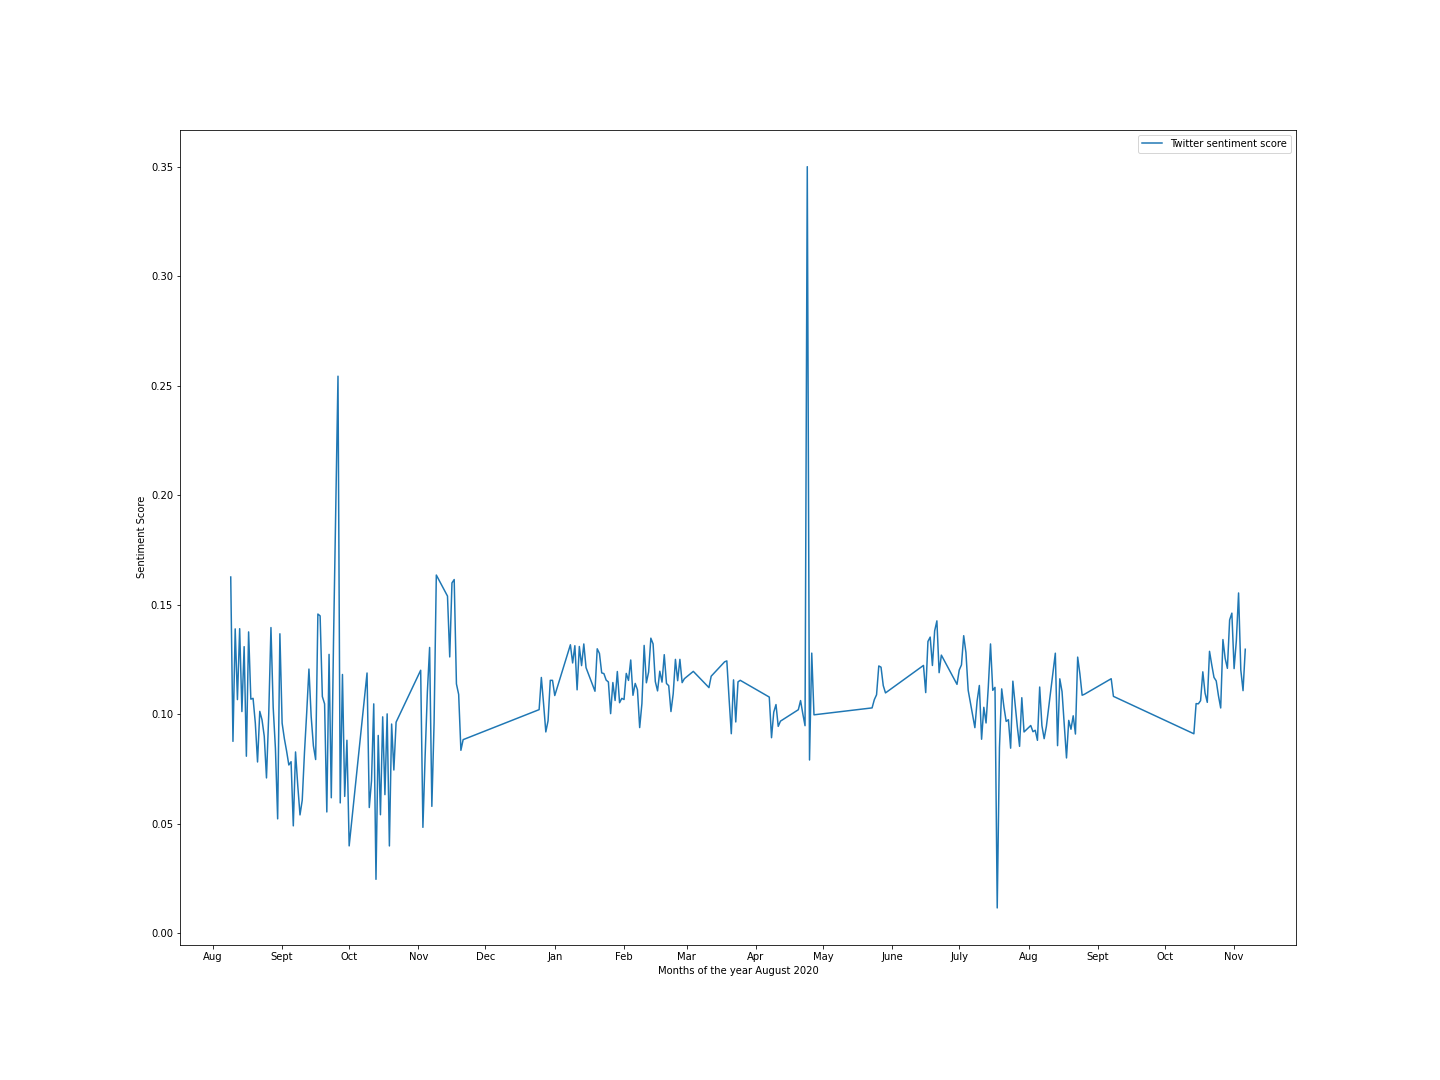 Twitter sentiment score
0.35
0.30
0.25
0.20
0.15
0.10
0.05
0.00
Sentiment Score
Aug Sept Oct Nov Dec Jan Feb Mar Apr May June July Aug Sept Oct Nov
Months of the year August 2020